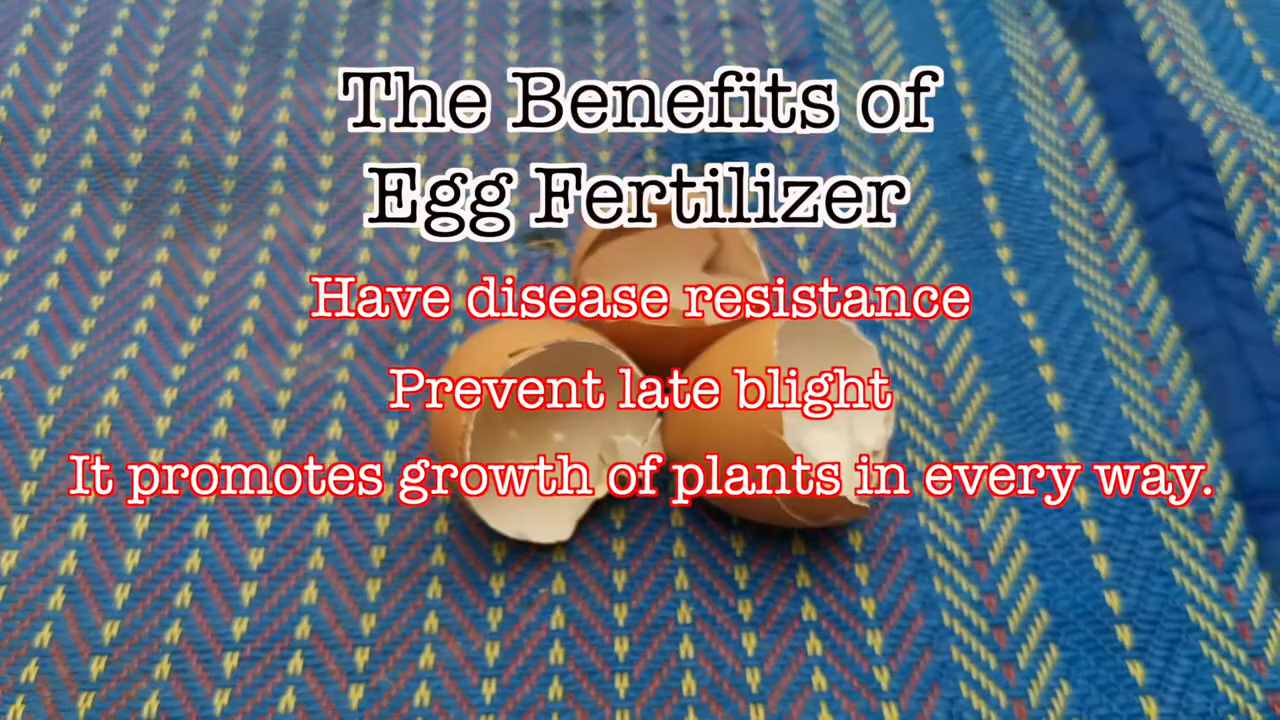 The Benefits of
Egg Fertilizer
Have disease resistance
Prevent late blight
It promotes growth of plants in every way.